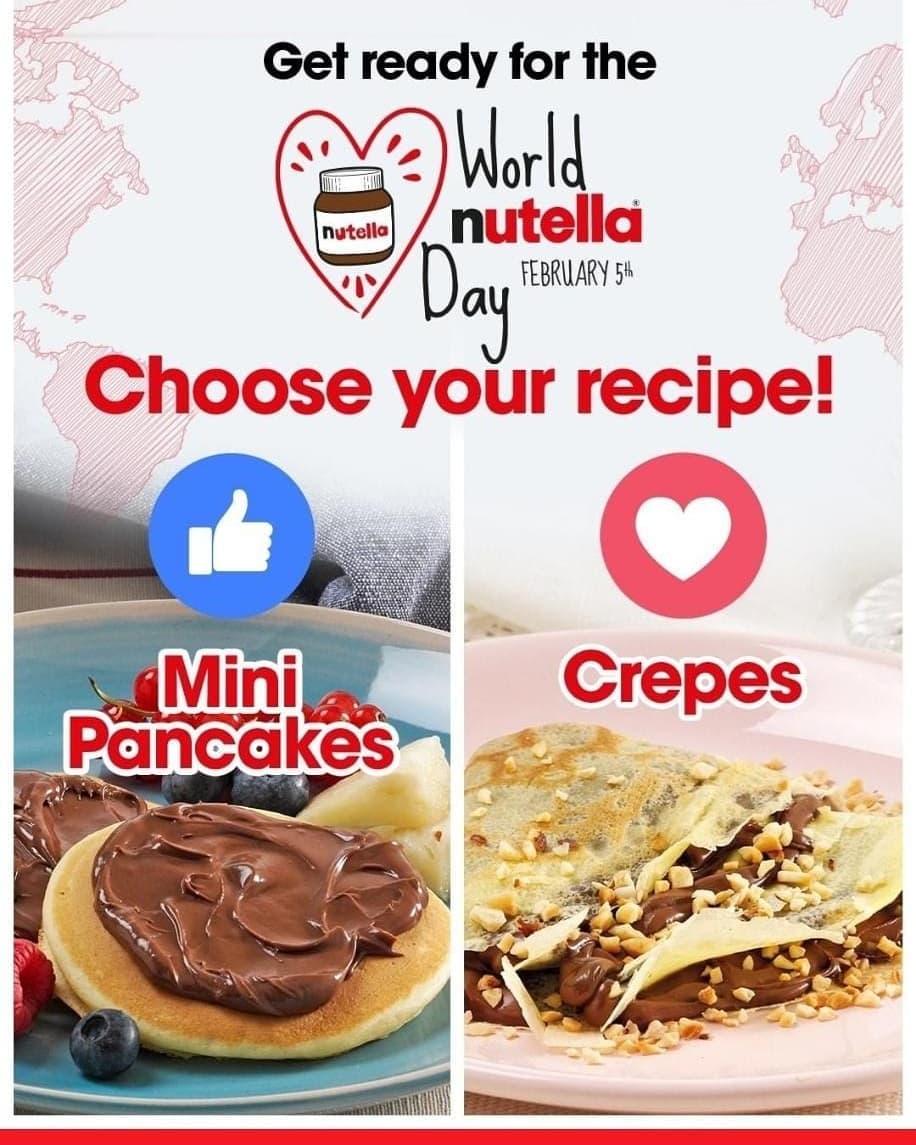 Get ready for the
World
nutella
nutella®
Day
FEBRUARY 5th
Choose your recipe!
Mini
Pancakes
Crepes